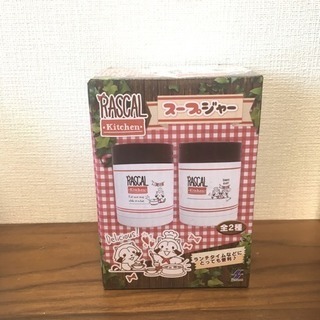 RASCAL
Kitchen
スープジャー
RASCAL
Kitchen
RASCAL
Kitchen
全2種
Delicious!
ランチタイムなどに
とっても便利♪